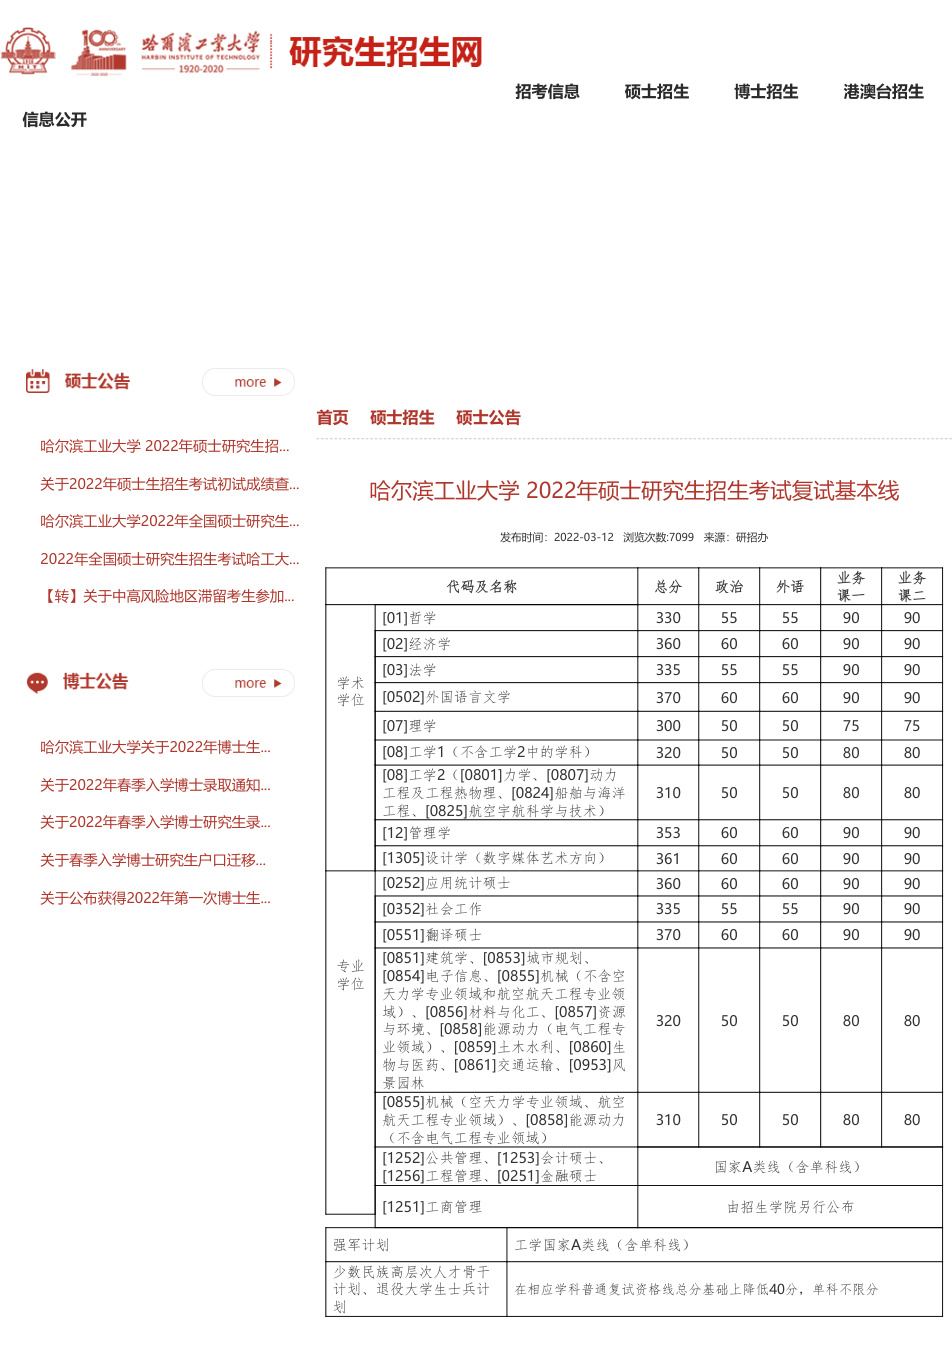 哈尔滨工业大学
HARBIN INSTITUTE OF TECHNOLOGY
1920-2020
研究生招生网
招考信息 硕士招生 博士招生 港澳台招生
信息公开
硕士公告 more
哈尔滨工业大学 2022年硕士研究生招...
关于2022年硕士生招生考试初试成绩查...
哈尔滨工业大学2022年全国硕士研究生...
2022年全国硕士研究生招生考试哈工大...
【转】关于中高风险地区滞留考生参加...
博士公告 more
哈尔滨工业大学关于2022年博士生...
关于2022年春季入学博士录取通知...
关于2022年春季入学博士研究生录...
关于春季入学博士研究生户口迁移...
关于公布获得2022年第一次博士生...
首页 硕士招生 硕士公告
哈尔滨工业大学 2022年硕士研究生招生考试复试基本线
发布时间：2022-03-12 浏览次数:7099 来源：研招办
代码及名称 总分 政治 外语 业务 业务
课一 课二
学术
学位
[01]哲学 330 55 55 90 90
[02]经济学 360 60 60 90 90
[03]法学 335 55 55 90 90
[0502]外国语言文学 370 60 60 90 90
[07]理学 300 50 50 75 75
[08]工学1（不含工学2中的学科） 320 50 50 80 80
[08]工学2（[0801]力学、[0807]动力
工程及工程热物理、[0824]船舶与海洋 310 50 50 80 80
工程、[0825]航空宇航科学与技术）
[12]管理学 353 60 60 90 90
[1305]设计学（数字媒体艺术方向） 361 60 60 90 90
专业
学位
[0252]应用统计硕士 360 60 60 90 90
[0352]社会工作 335 55 55 90 90
[0551]翻译硕士 370 60 60 90 90
[0851]建筑学、[0853]城市规划、
[0854]电子信息、[0855]机械（不含空
天力学专业领域和航空航天工程专业领
域）、[0856]材料与化工、[0857]资源
与环境、[0858]能源动力（电气工程专 320 50 50 80 80
业领域）、[0859]土木水利、[0860]生
物与医药、[0861]交通运输、[0953]风
景园林
[0855]机械（空天力学专业领域、航空
航天工程专业领域）、[0858]能源动力 310 50 50 80 80
（不含电气工程专业领域）
[1252]公共管理、[1253]会计硕士、
[1256]工程管理、[0251]金融硕士 国家A类线（含单科线）
[1251]工商管理 由招生学院另行公布
强军计划 工学国家A类线（含单科线）
少数民族高层次人才骨干
计划、退役大学生士兵计 在相应学科普通复试资格线总分基础上降低40分，单科不限分
划